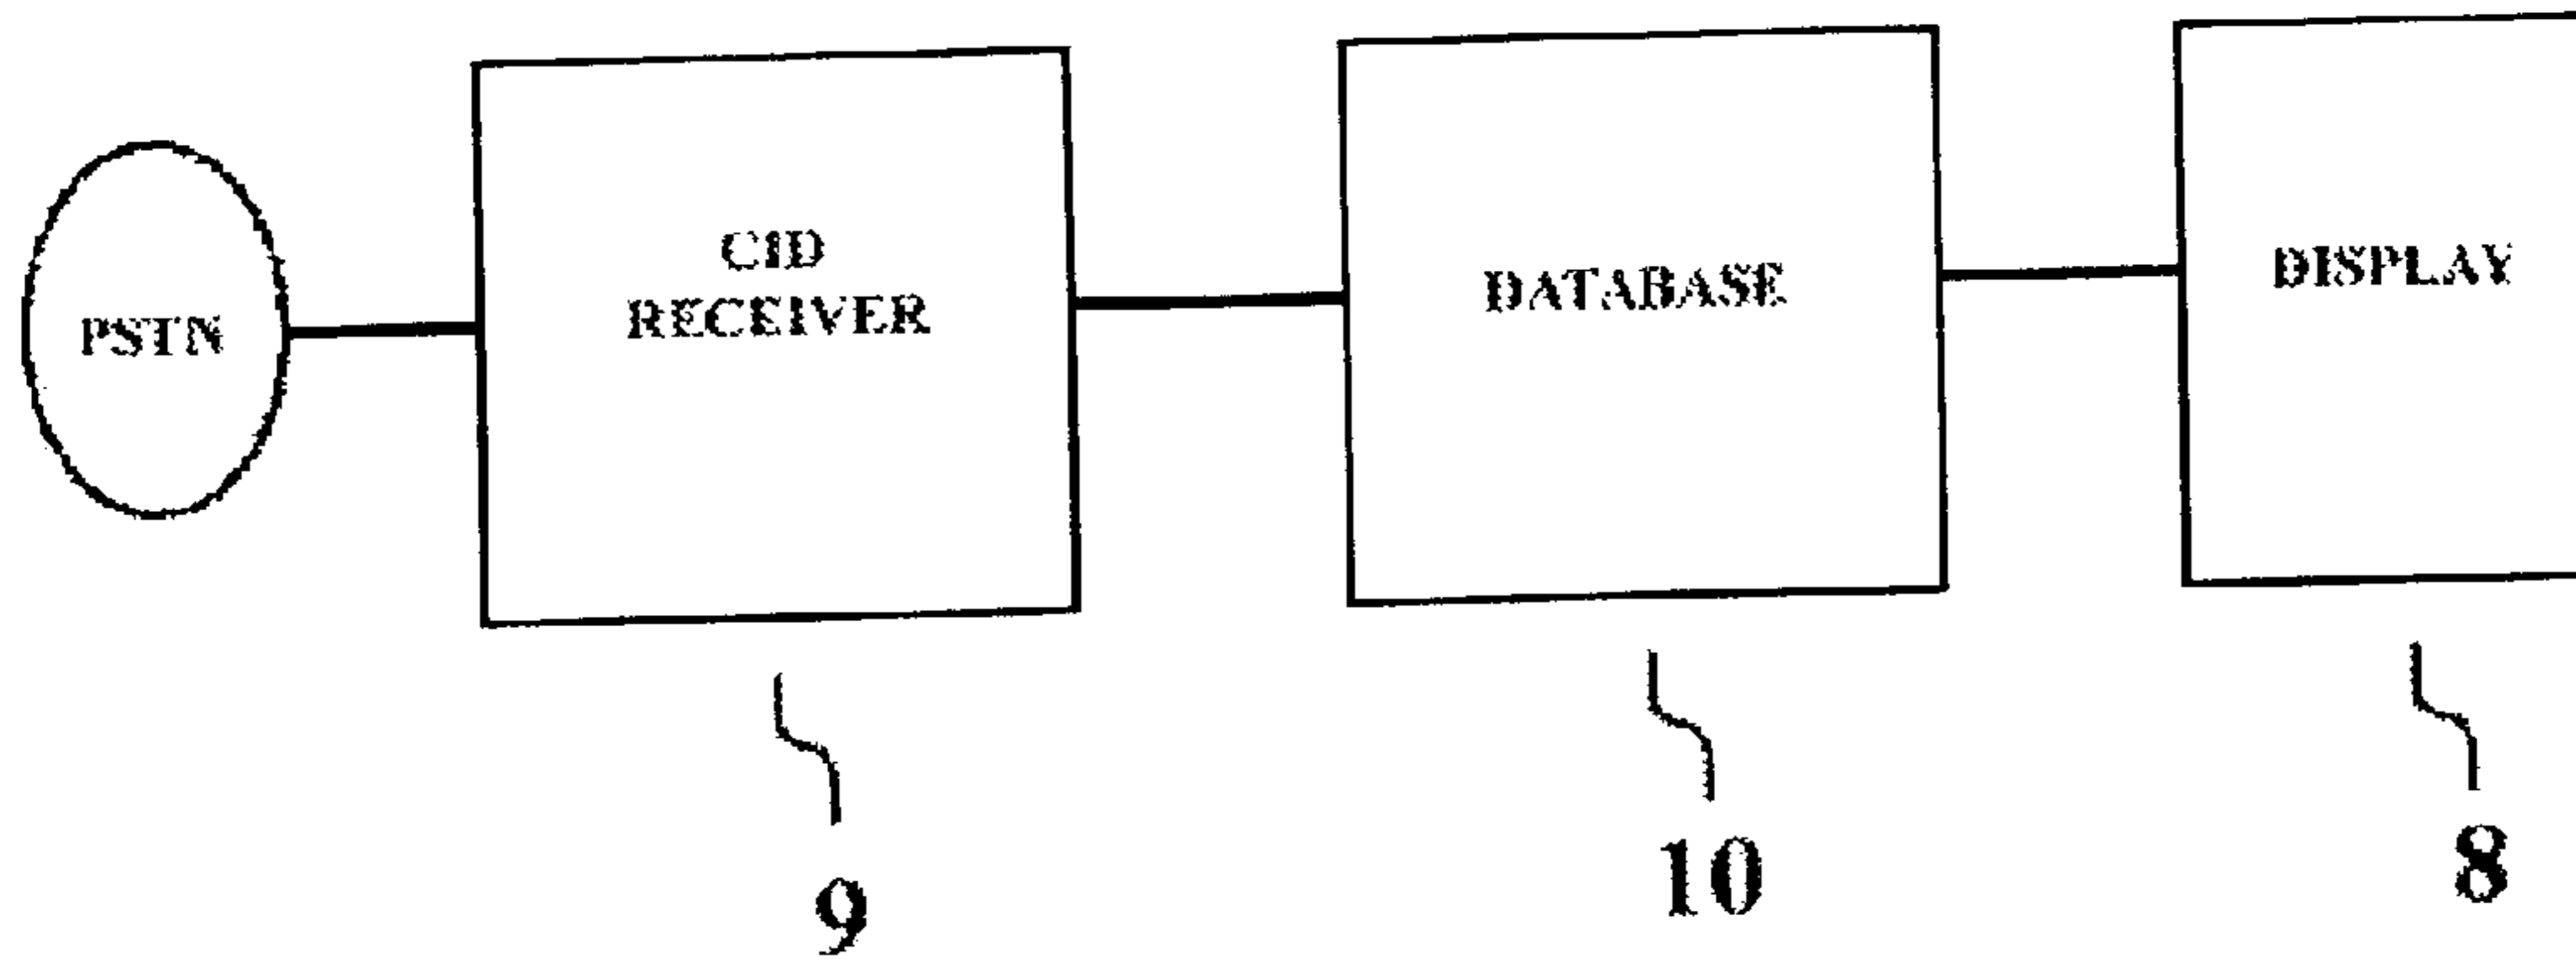 PSTN
CID
RECEIVER
DATABASE
DISPLAY
9
10
8